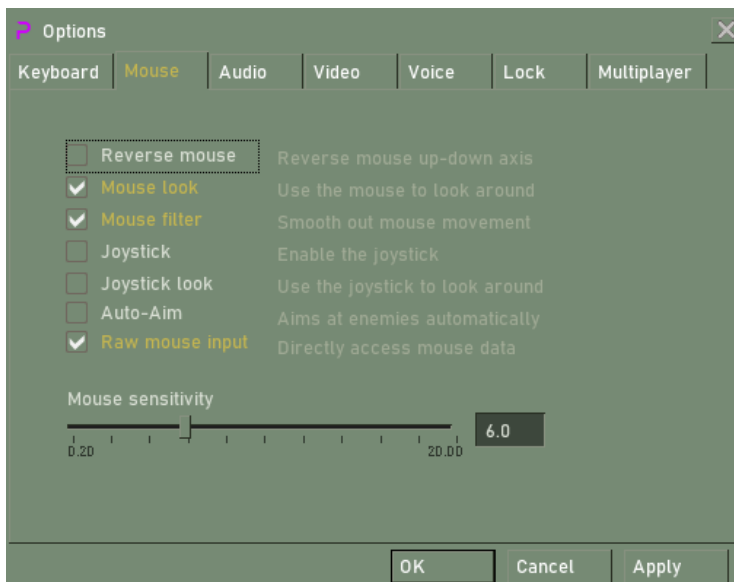 Options
Keyboard Mouse Audio Video Voice Lock Multiplayer
Reverse mouse Reverse mouse up-down axis
Mouse look Use the mouse to look around
Mouse filter Smooth out mouse movement
Joystick Enable the joystick
Joystick look Use the joystick to look around
Auto-Aim Aims at enemies automatically
Raw mouse input Directly access mouse data
Mouse sensitivity
6.0
0.20 20.00
OK Cancel Apply